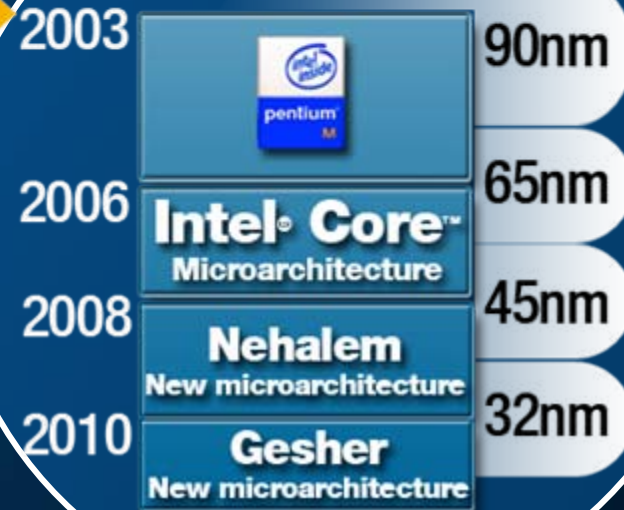 2003
90nm
intel
inside
pentium
M
65nm
2006
Intel® Core™
Microarchitecture
45nm
2008
Nehalem
New microarchitecture
32nm
2010
Gesher
New microarchitecture